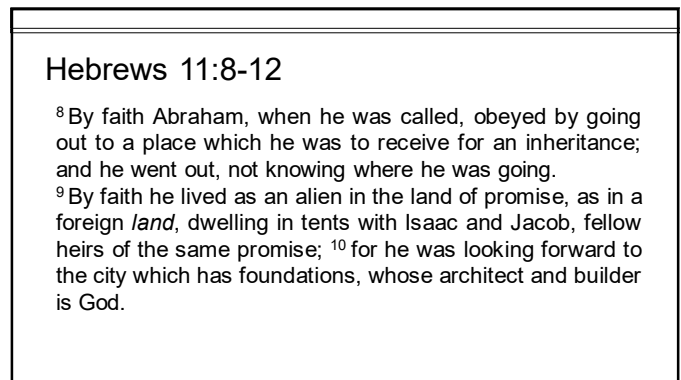 Hebrews 11:8-12
8 By faith Abraham, when he was called, obeyed by going
out to a place which he was to receive for an inheritance;
and he went out, not knowing where he was going.
9 By faith he lived as an alien in the land of promise, as in a
foreign land, dwelling in tents with Isaac and Jacob, fellow
heirs of the same promise; 10 for he was looking forward to
the city which has foundations, whose architect and builder
is God.